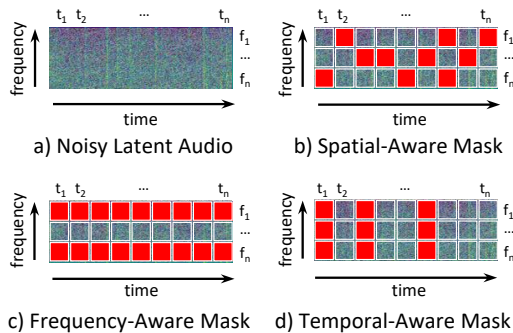 t1 t2 ... tn
frequency
f1
...
fn
time
a) Noisy Latent Audio
t1 t2 ... tn
frequency
f1
...
fn
time
b) Spatial-Aware Mask
t1 t2 ... tn
frequency
f1
...
fn
time
c) Frequency-Aware Mask
t1 t2 ... tn
frequency
f1
...
fn
time
d) Temporal-Aware Mask